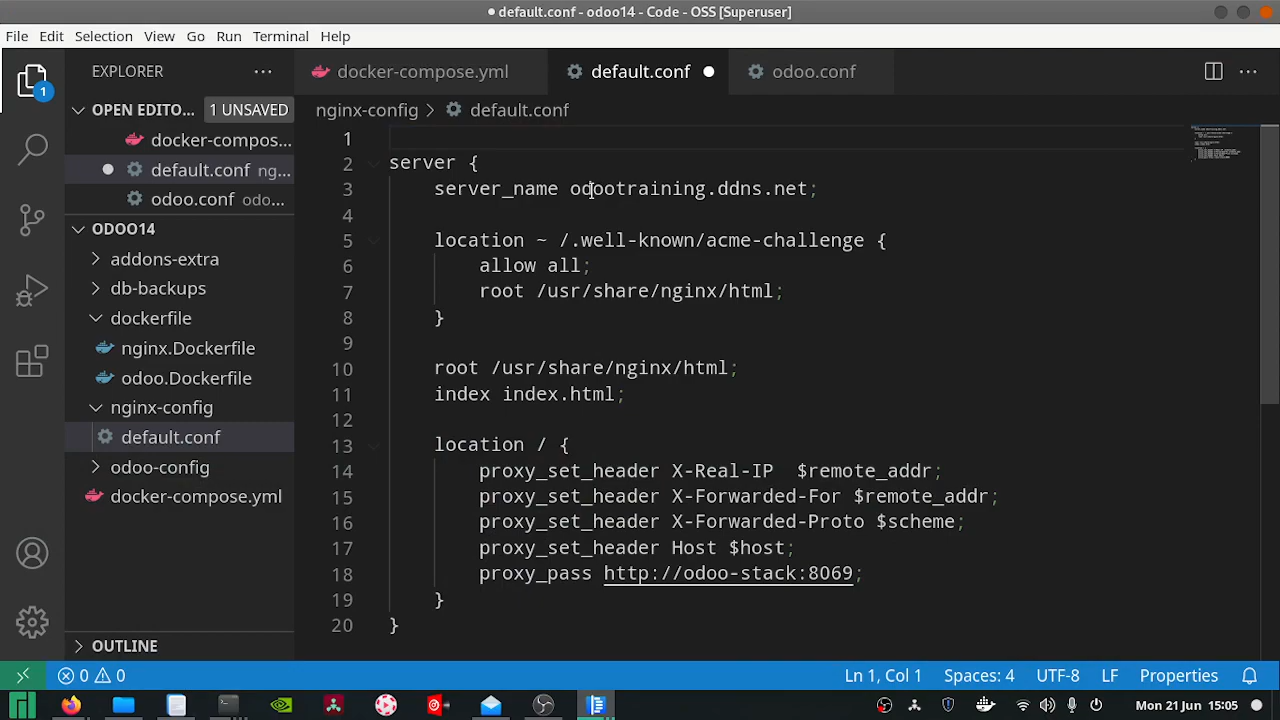 default.conf - odoo14 - Code - OSS [Superuser]
File Edit Selection View Go Run Terminal Help
EXPLORER
docker-compose.yml
default.conf
odoo.conf
OPEN EDITO... 1 UNSAVED
nginx-config > default.conf
docker-compos...
default.conf ng...
odoo.conf odo...
ODOO14
addons-extra
db-backups
dockerfile
nginx.Dockerfile
odoo.Dockerfile
nginx-config
default.conf
odoo-config
docker-compose.yml
OUTLINE
1
2 server {
3 server_name odootraining.ddns.net;
4
5 location ~ /.well-known/acme-challenge {
6 allow all;
7 root /usr/share/nginx/html;
8 }
9
10 root /usr/share/nginx/html;
11 index index.html;
12
13 location / {
14 proxy_set_header X-Real-IP  $remote_addr;
15 proxy_set_header X-Forwarded-For $remote_addr;
16 proxy_set_header X-Forwarded-Proto $scheme;
17 proxy_set_header Host $host;
18 proxy_pass http://odoo-stack:8069;
19 }
20 }
1
0 0 Ln 1, Col 1 Spaces: 4 UTF-8 LF Properties
Mon 21 Jun 15:05